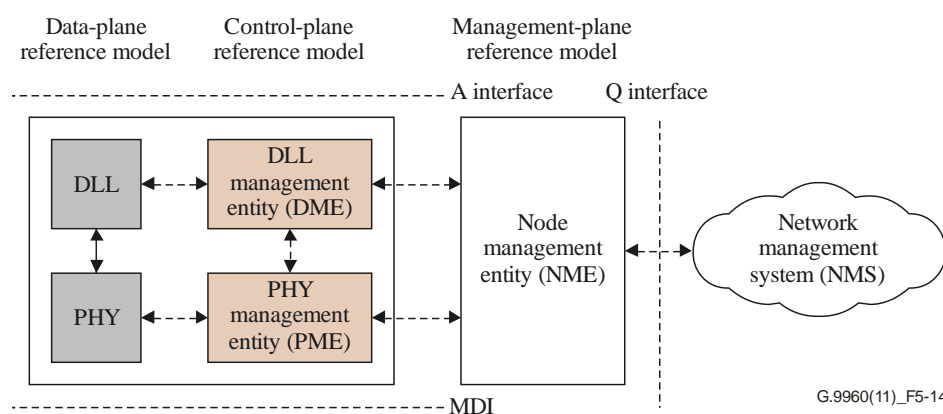 Data-plane
reference model
Control-plane
reference model
Management-plane
reference model
A interface
Q interface
DLL
DLL
management
entity (DME)
PHY
PHY
management
entity (PME)
Node
management
entity (NME)
Network
management
system (NMS)
MDI
G.9960(11)_F5-14